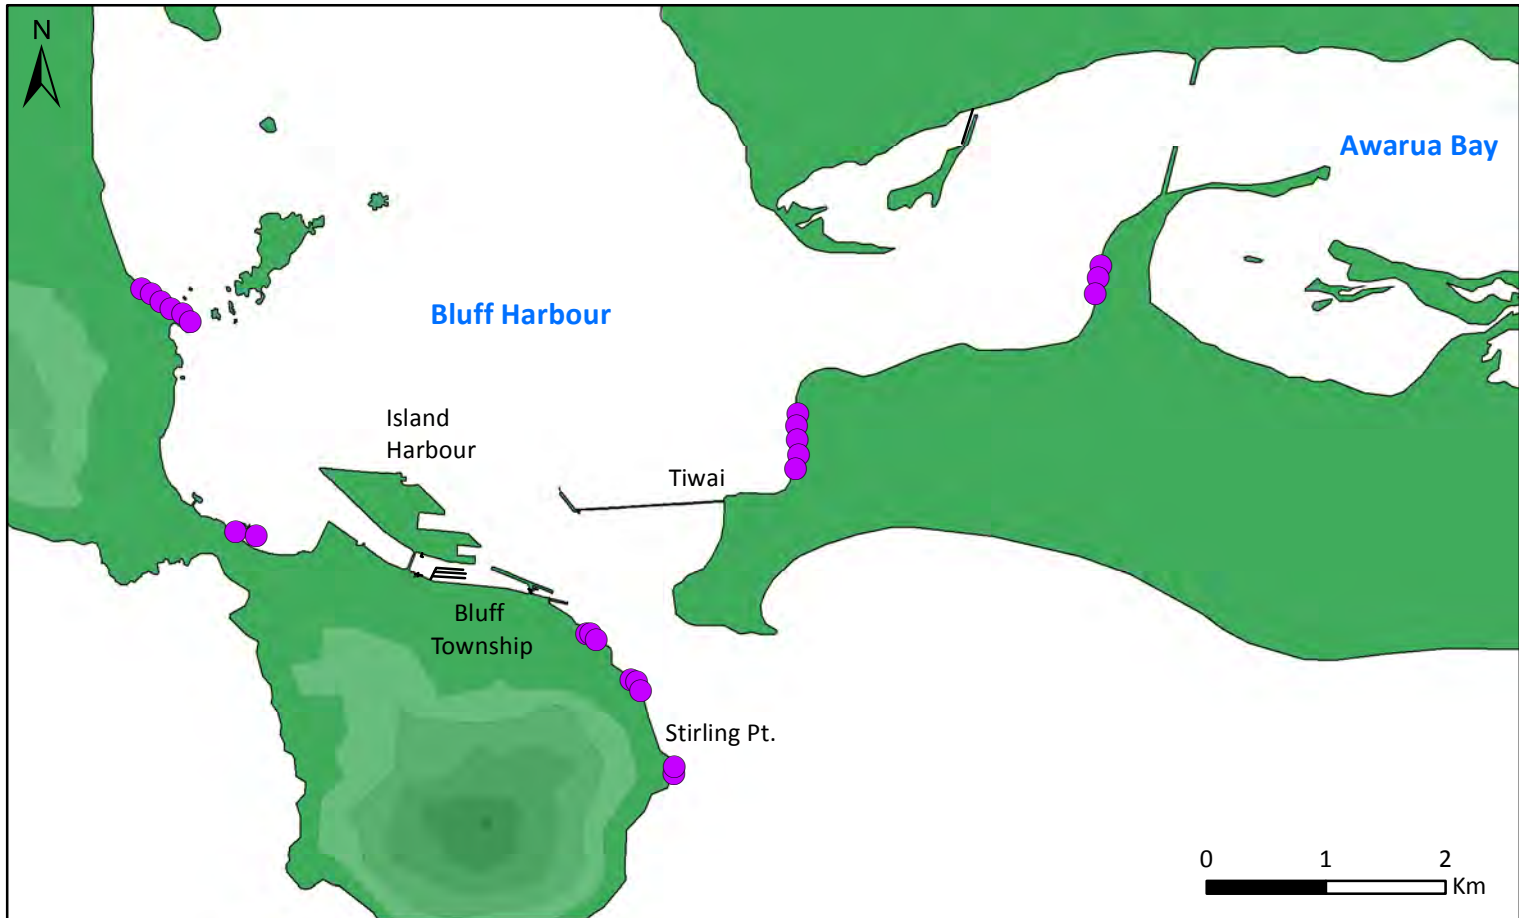 N
Awarua Bay
Bluff Harbour
Island
Harbour
Tiwai
Bluff
Township
Stirling Pt.
0 1 2
Km